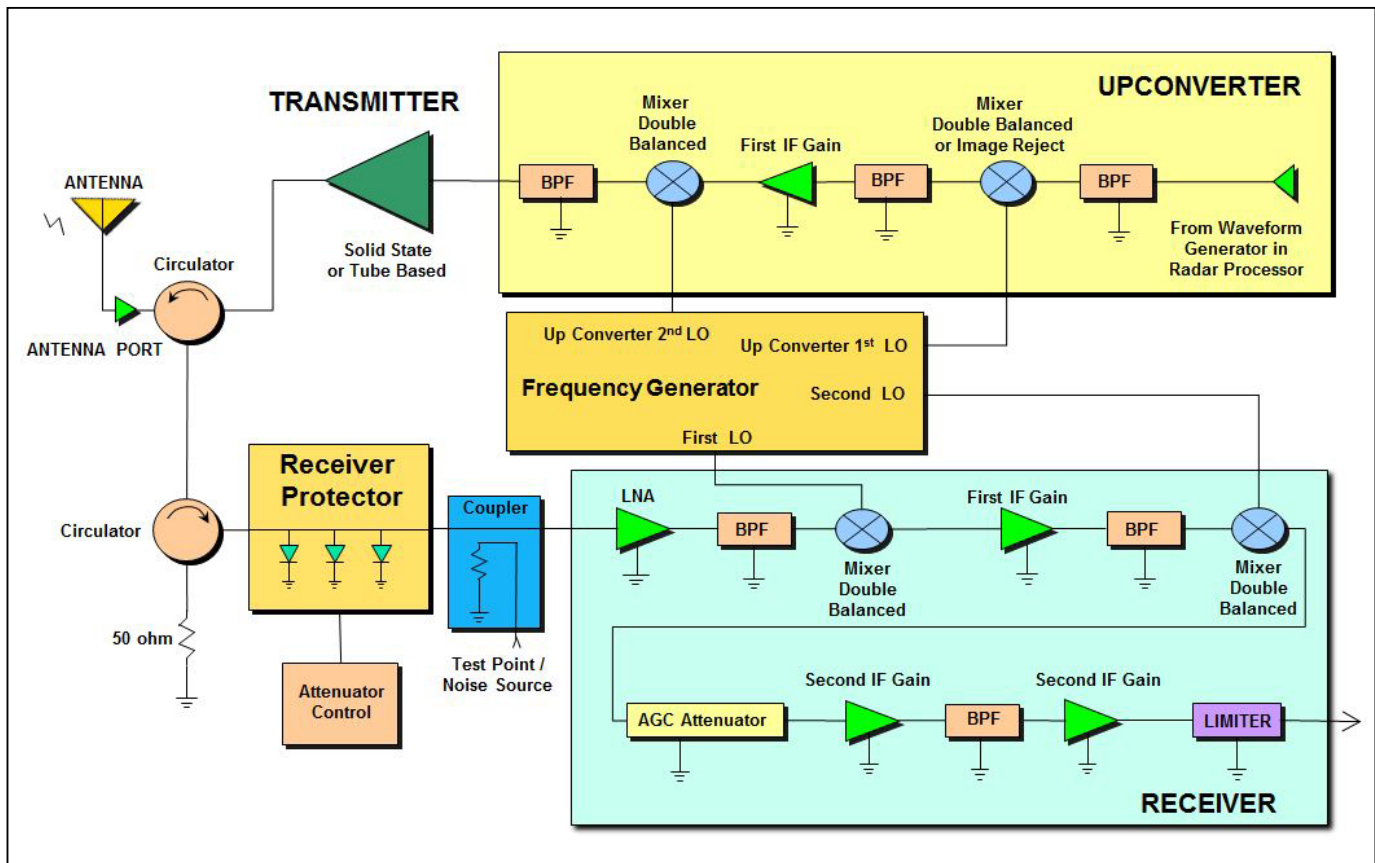 UPCONVERTER
TRANSMITTER
Mixer
Double
Balanced
Mixer
Double Balanced
or Image Reject
First IF Gain
BPF
BPF
BPF
ANTENNA
Solid State
or Tube Based
From Waveform
Generator in
Radar Processor
Circulator
ANTENNA PORT
Up Converter 2nd LO
Up Converter 1st LO
Frequency Generator
Second LO
First LO
Receiver
Protector
Coupler
LNA
First IF Gain
Circulator
BPF
BPF
Mixer
Double
Balanced
Mixer
Double
Balanced
50 ohm
Test Point /
Noise Source
Attenuator
Control
Second IF Gain
Second IF Gain
AGC Attenuator
BPF
LIMITER
RECEIVER